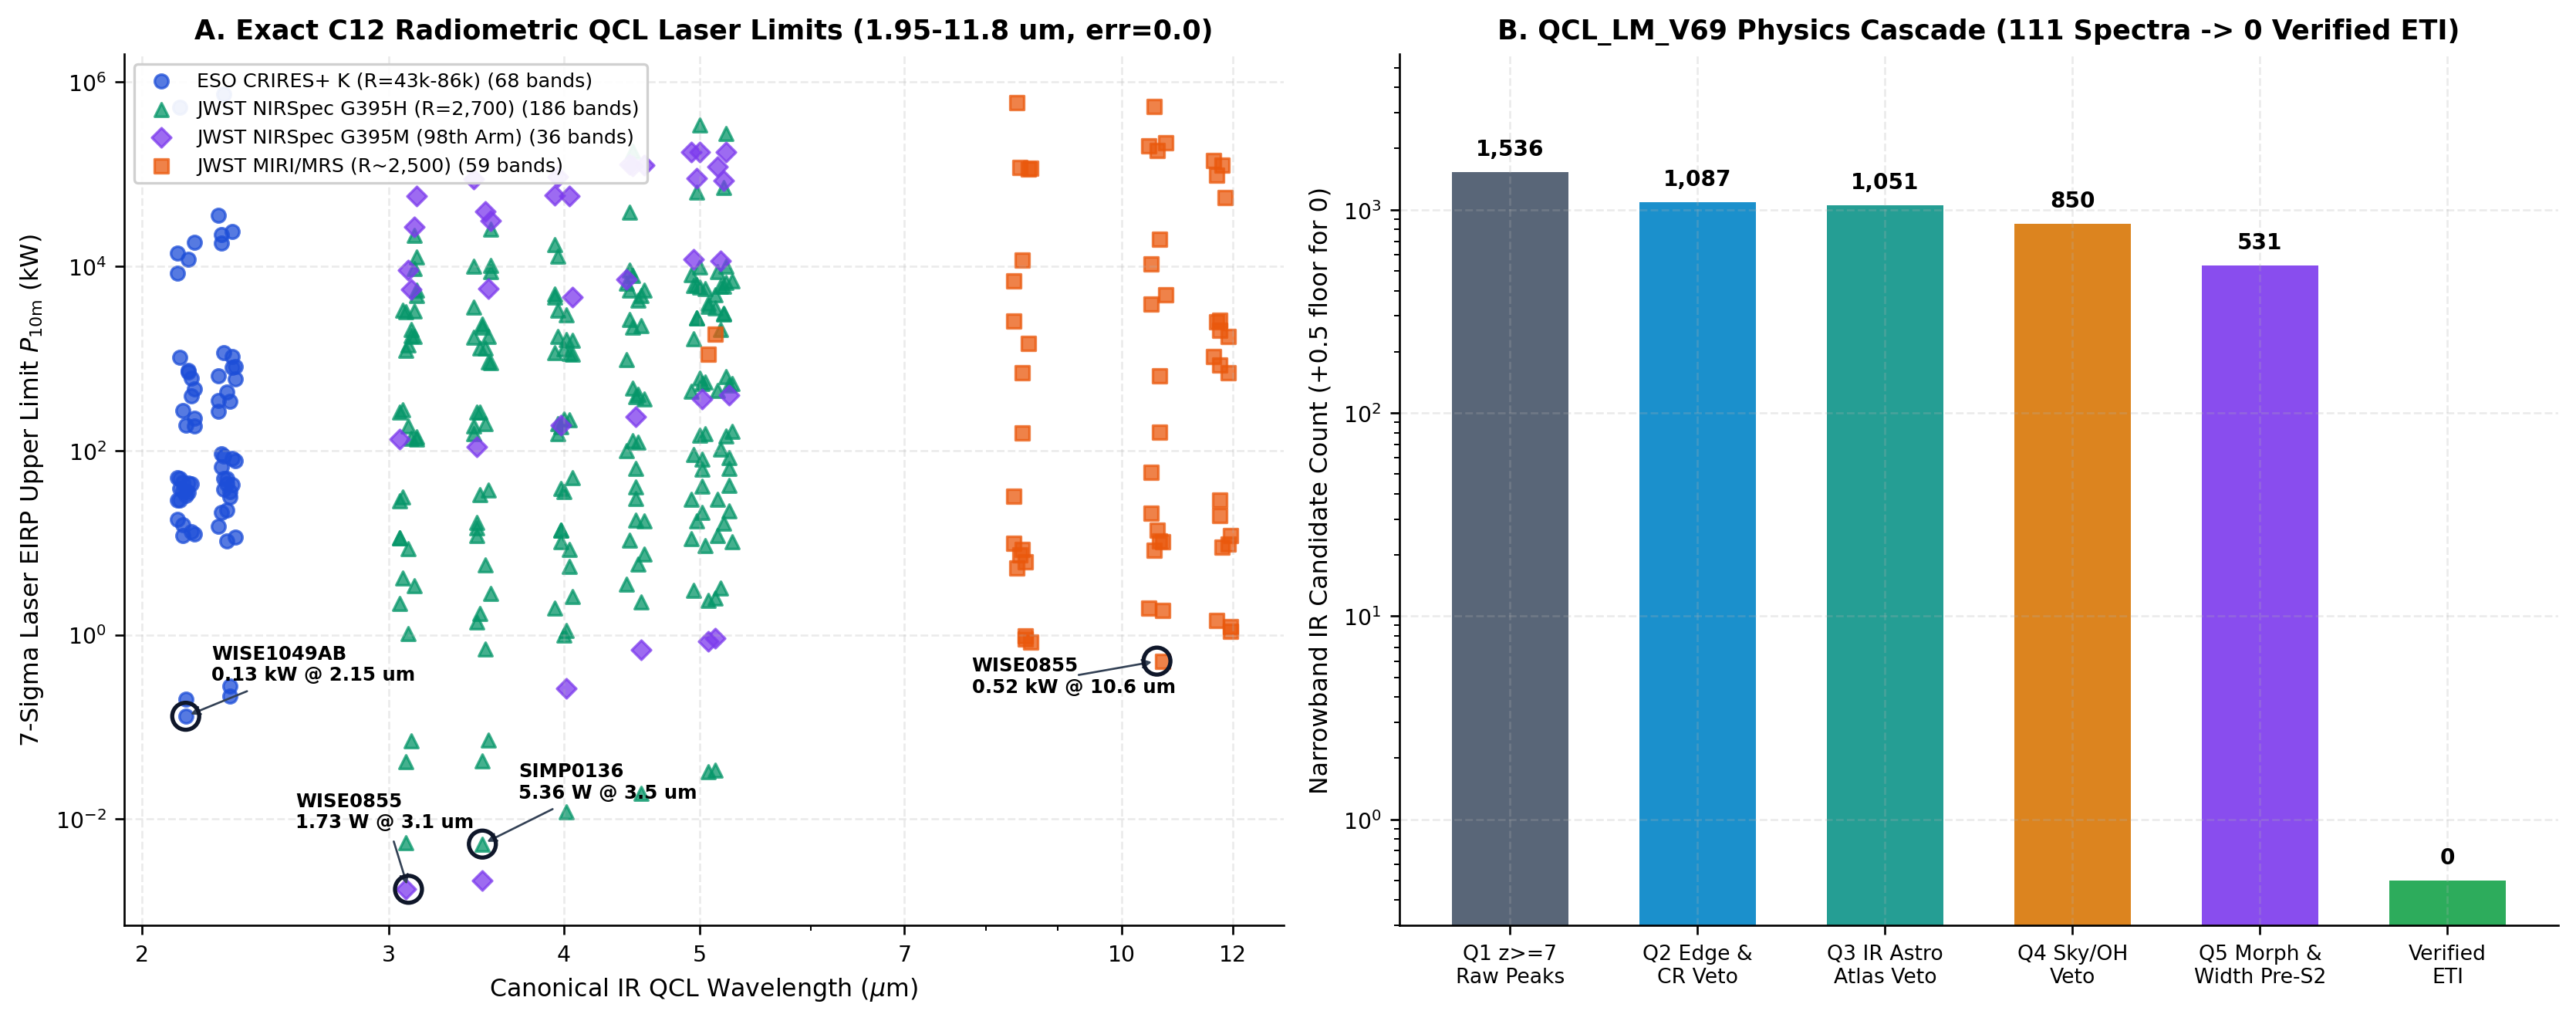 A. Exact C12 Radiometric QCL Laser Limits (1.95-11.8 um, err=0.0)
7-Sigma Laser EIRP Upper Limit P10m (kW)
10^6
10^4
10^2
10^0
10^−2
ESO CRIRES+ K (R=43k-86k) (68 bands)
JWST NIRSpec G395H (R=2,700) (186 bands)
JWST NIRSpec G395M (98th Arm) (36 bands)
JWST MIRI/MRS (R~2,500) (59 bands)
WISE1049AB
0.13 kW @ 2.15 um
WISE0855
0.52 kW @ 10.6 um
SIMP0136
5.36 W @ 3.5 um
WISE0855
1.73 W @ 3.1 um
2 3 4 5 7 10 12
Canonical IR QCL Wavelength (μm)
B. QCL_LM_V69 Physics Cascade (111 Spectra -> 0 Verified ETI)
Narrowband IR Candidate Count (+0.5 floor for 0)
10^3
10^2
10^1
10^0
1,536
1,087
1,051
850
531
0
Q1 z>=7
Raw Peaks
Q2 Edge &
CR Veto
Q3 IR Astro
Atlas Veto
Q4 Sky/OH
Veto
Q5 Morph &
Width Pre-S2
Verified
ETI